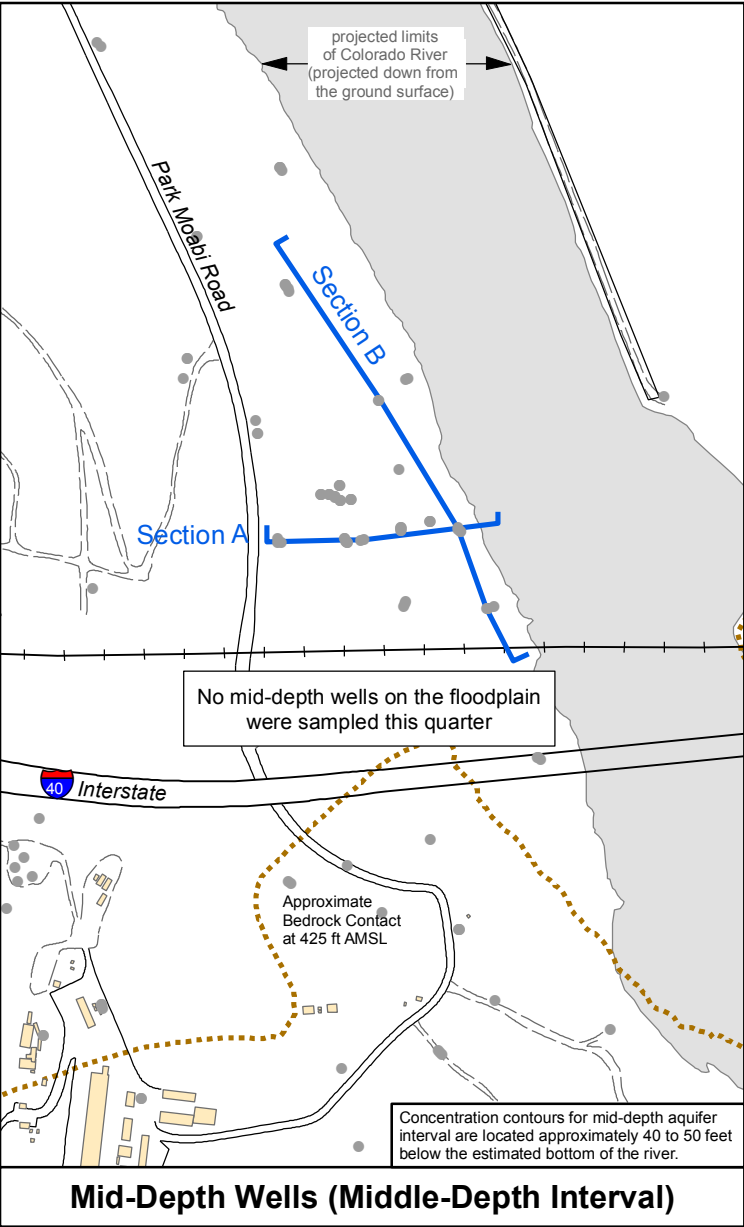 projected limits
of Colorado River
(projected down from
the ground surface)
Park Moabi Road
Section B
Section A
No mid-depth wells on the floodplain
were sampled this quarter
40 Interstate
Approximate
Bedrock Contact
at 425 ft AMSL
Concentration contours for mid-depth aquifer
interval are located approximately 40 to 50 feet
below the estimated bottom of the river.
Mid-Depth Wells (Middle-Depth Interval)